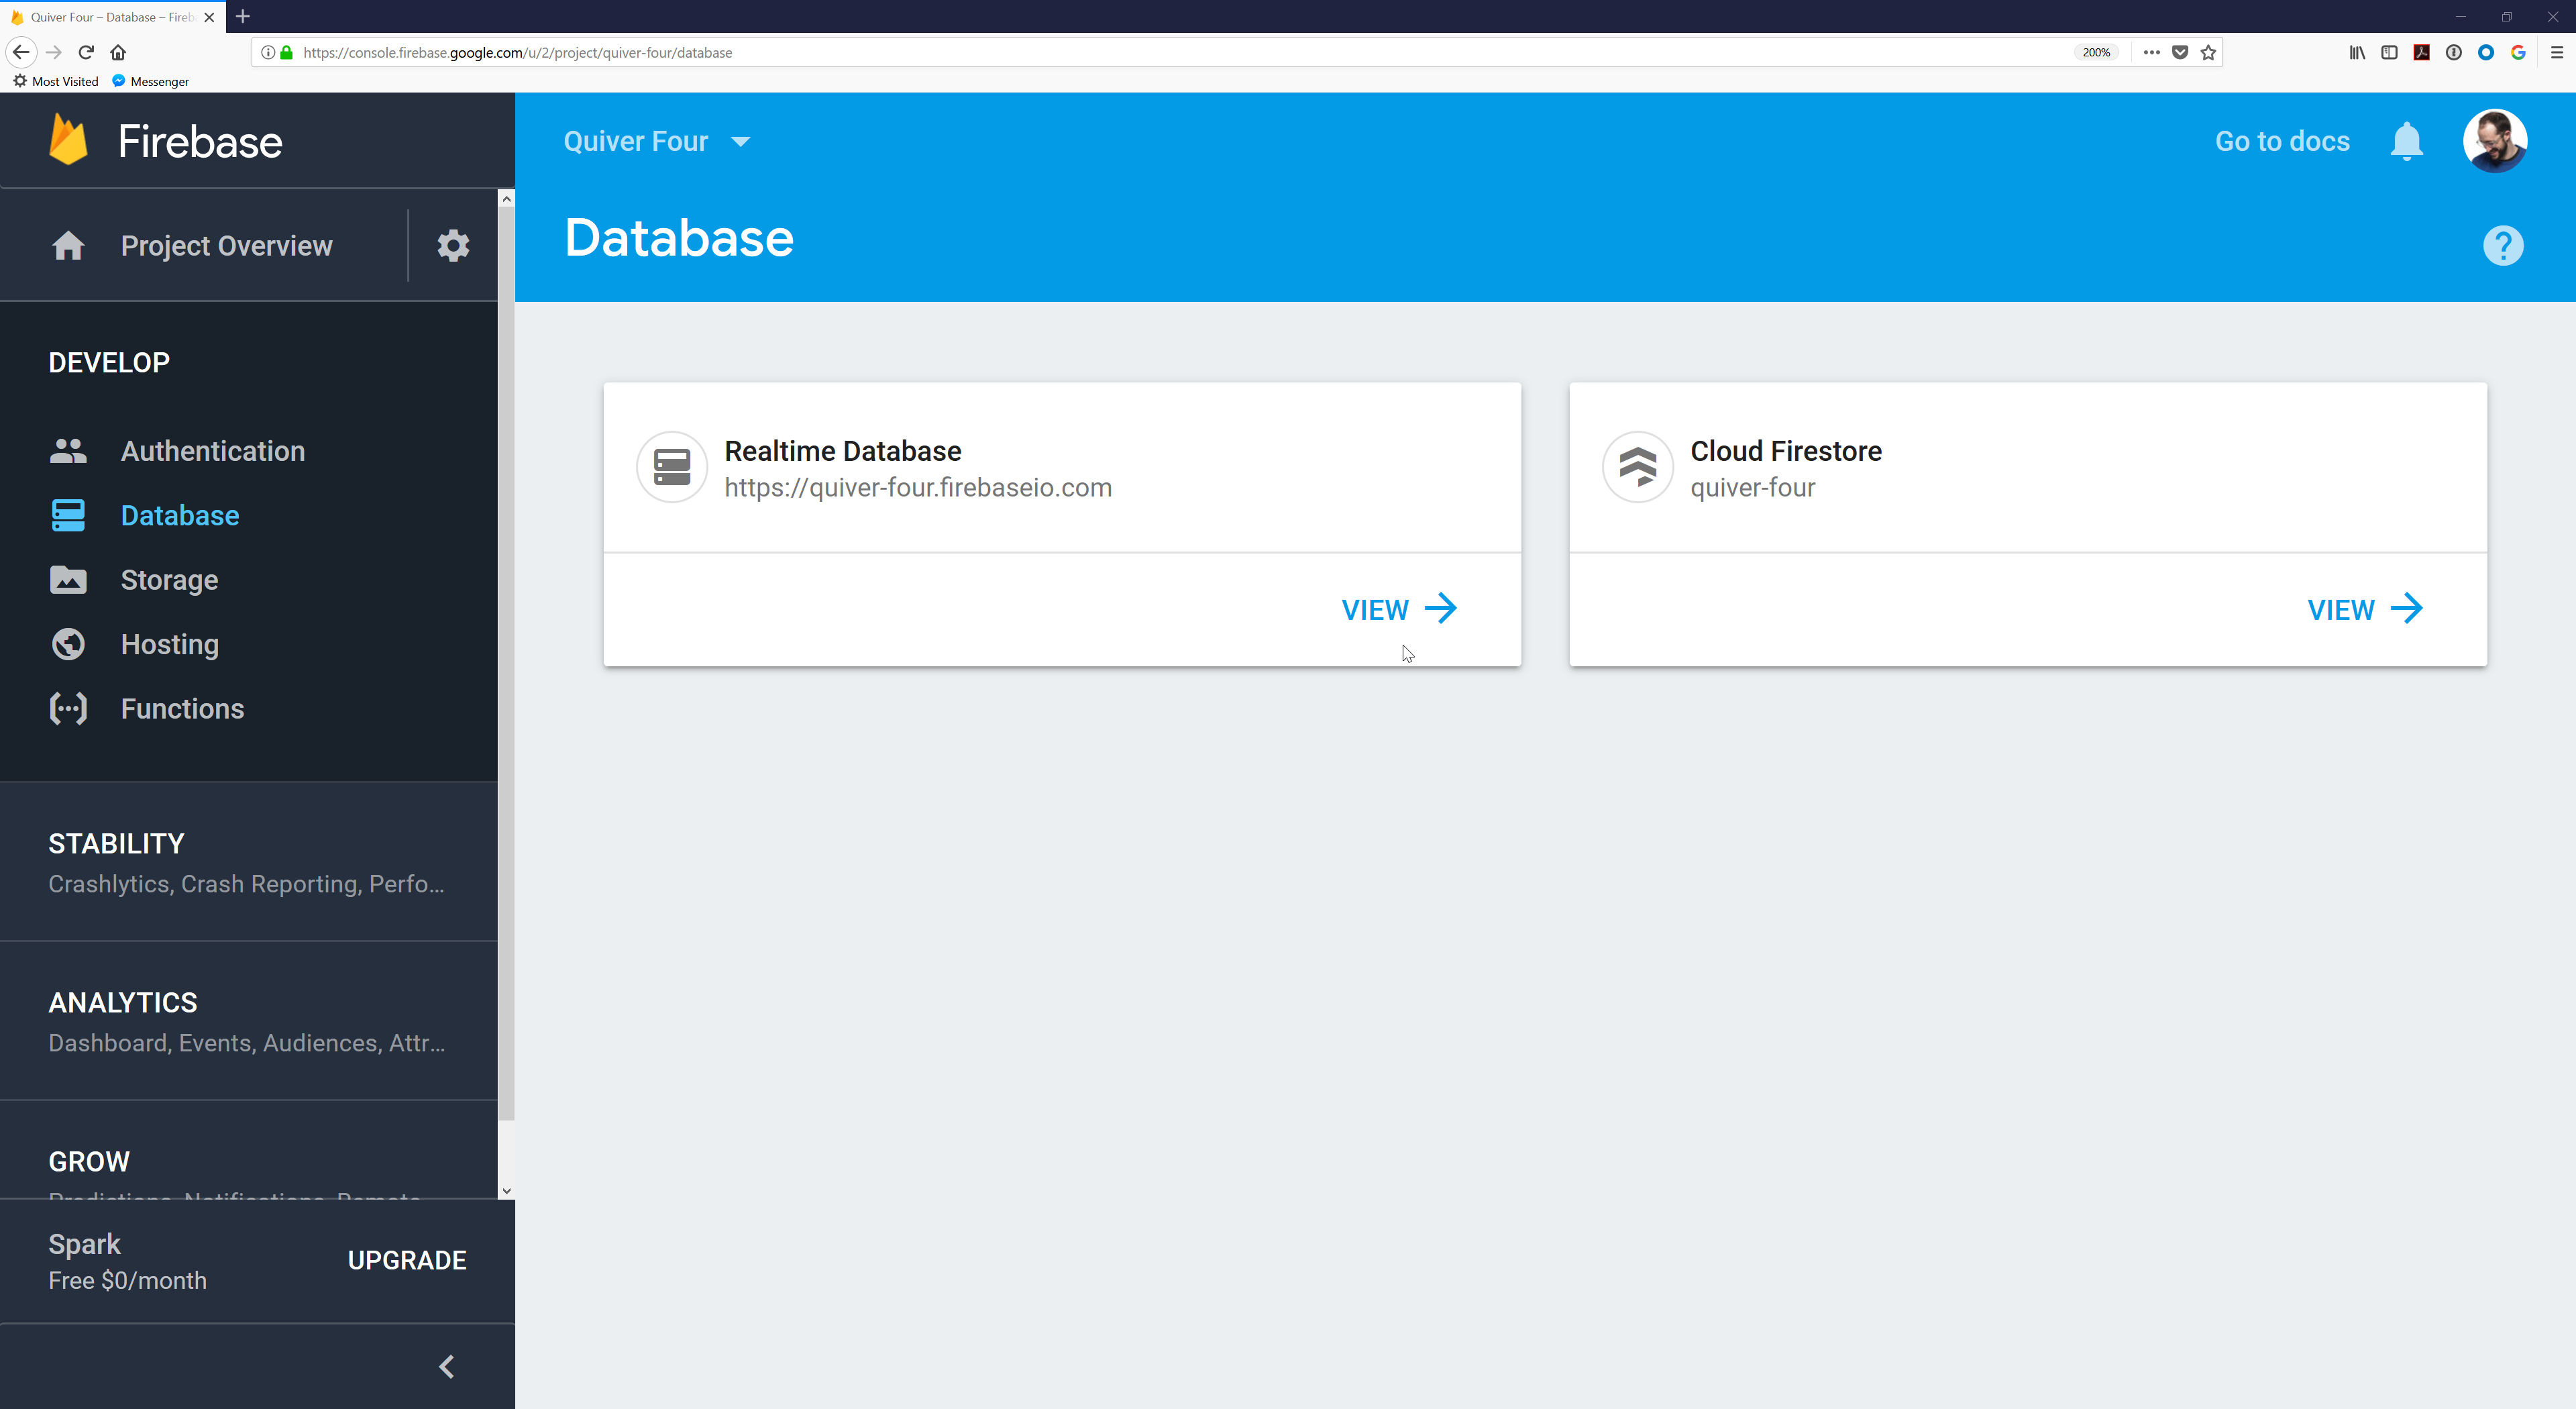 Quiver Four – Database – Fireb
https://console.firebase.google.com/u/2/project/quiver-four/database
200%
Most Visited
Messenger
Firebase
Quiver Four
Go to docs
Project Overview
Database
DEVELOP
Authentication
Database
Storage
Hosting
Functions
Realtime Database
https://quiver-four.firebaseio.com
VIEW
Cloud Firestore
quiver-four
VIEW
STABILITY
Crashlytics, Crash Reporting, Perfo...
ANALYTICS
Dashboard, Events, Audiences, Attr...
GROW
Predictions, Notifications, Remote
Spark
Free $0/month
UPGRADE